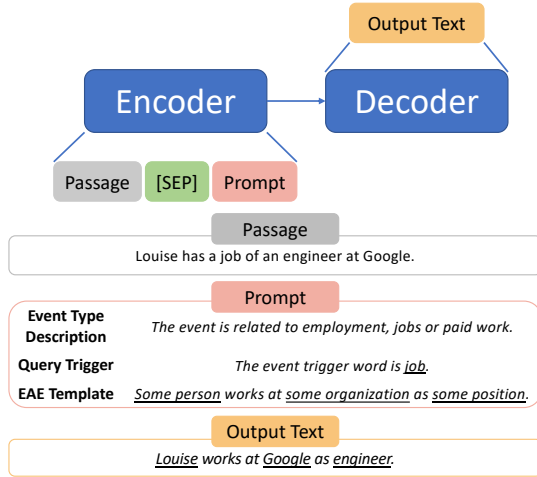 Output Text
Encoder
Decoder
Passage
[SEP]
Prompt
Passage
Louise has a job of an engineer at Google.
Prompt
Event Type
Description
The event is related to employment, jobs or paid work.
Query Trigger
The event trigger word is job.
EAE Template
Some person works at some organization as some position.
Output Text
Louise works at Google as engineer.